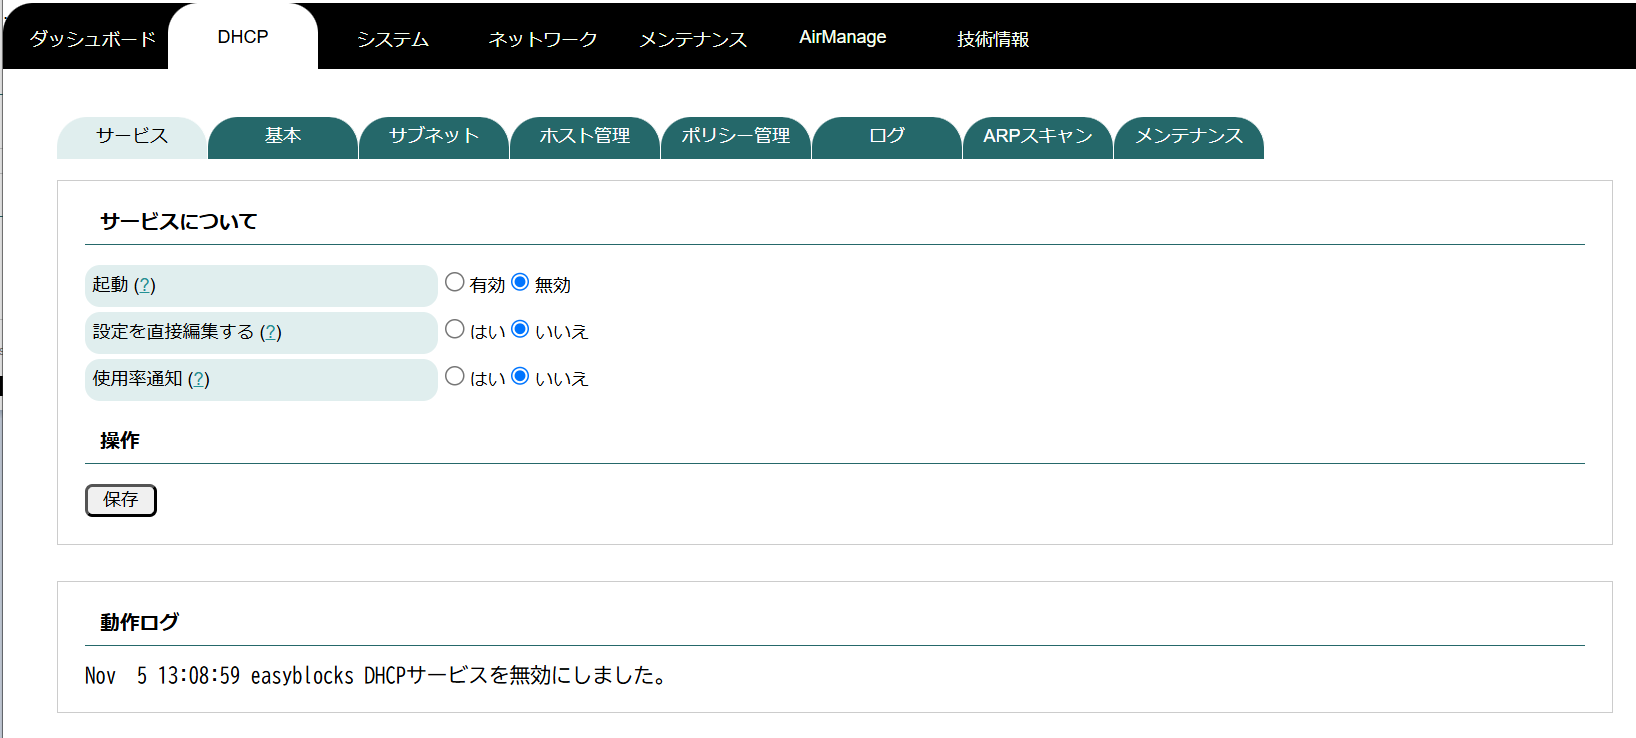 ダッシュボード DHCP システム ネットワーク メンテナンス AirManage 技術情報
サービス 基本 サブネット ホスト管理 ポリシー管理 ログ ARPスキャン メンテナンス
サービスについて
起動 (?) 有効 無効
設定を直接編集する (?) はい いいえ
使用率通知 (?) はい いいえ
操作
保存
動作ログ
Nov  5 13:08:59 easyblocks DHCPサービスを無効にしました。